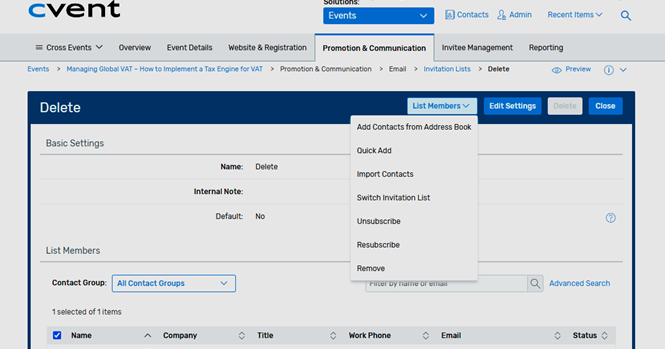 cvent
Solutions:
Events
Contacts
Admin
Recent Items
Cross Events
Overview
Event Details
Website & Registration
Promotion & Communication
Invitee Management
Reporting
Events > Managing Global VAT – How to Implement a Tax Engine for VAT > Promotion & Communication > Email > Invitation Lists > Delete
Preview
Delete
List Members
Edit Settings
Delete
Close
Add Contacts from Address Book
Quick Add
Import Contacts
Switch Invitation List
Unsubscribe
Resubscribe
Remove
Basic Settings
Name: Delete
Internal Note:
Default: No
List Members
Contact Group: All Contact Groups
Filter by name or email
Advanced Search
1 selected of 1 items
Name Company Title Work Phone Email Status